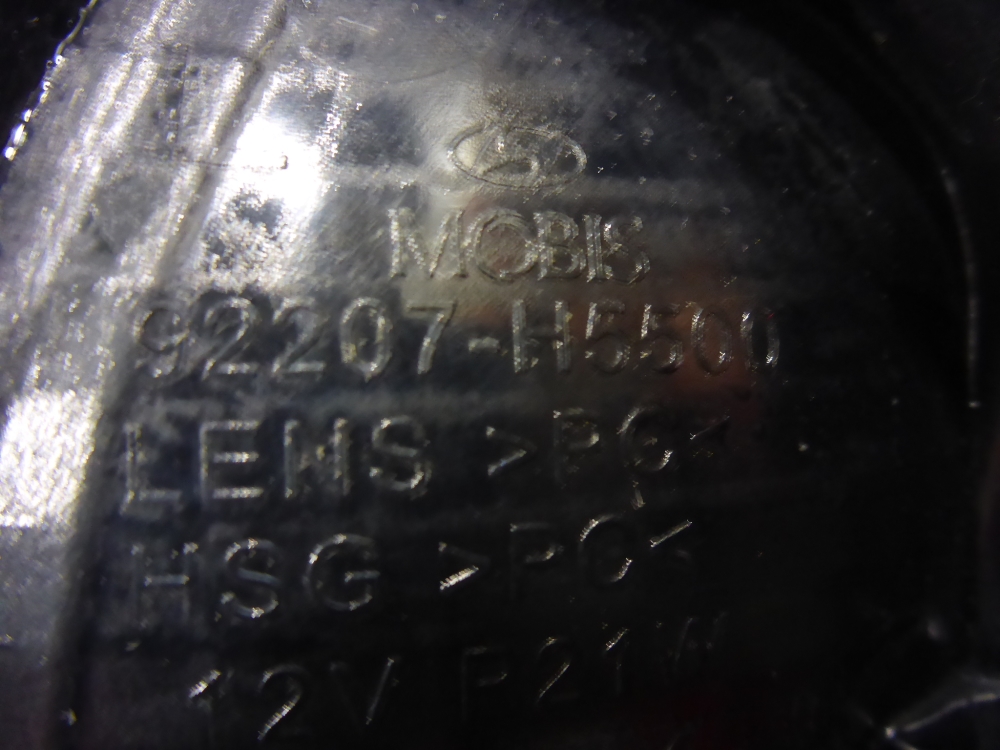 MOBIS
92207-H5500
LENS >PC<
HSG >PC<
12V P21W